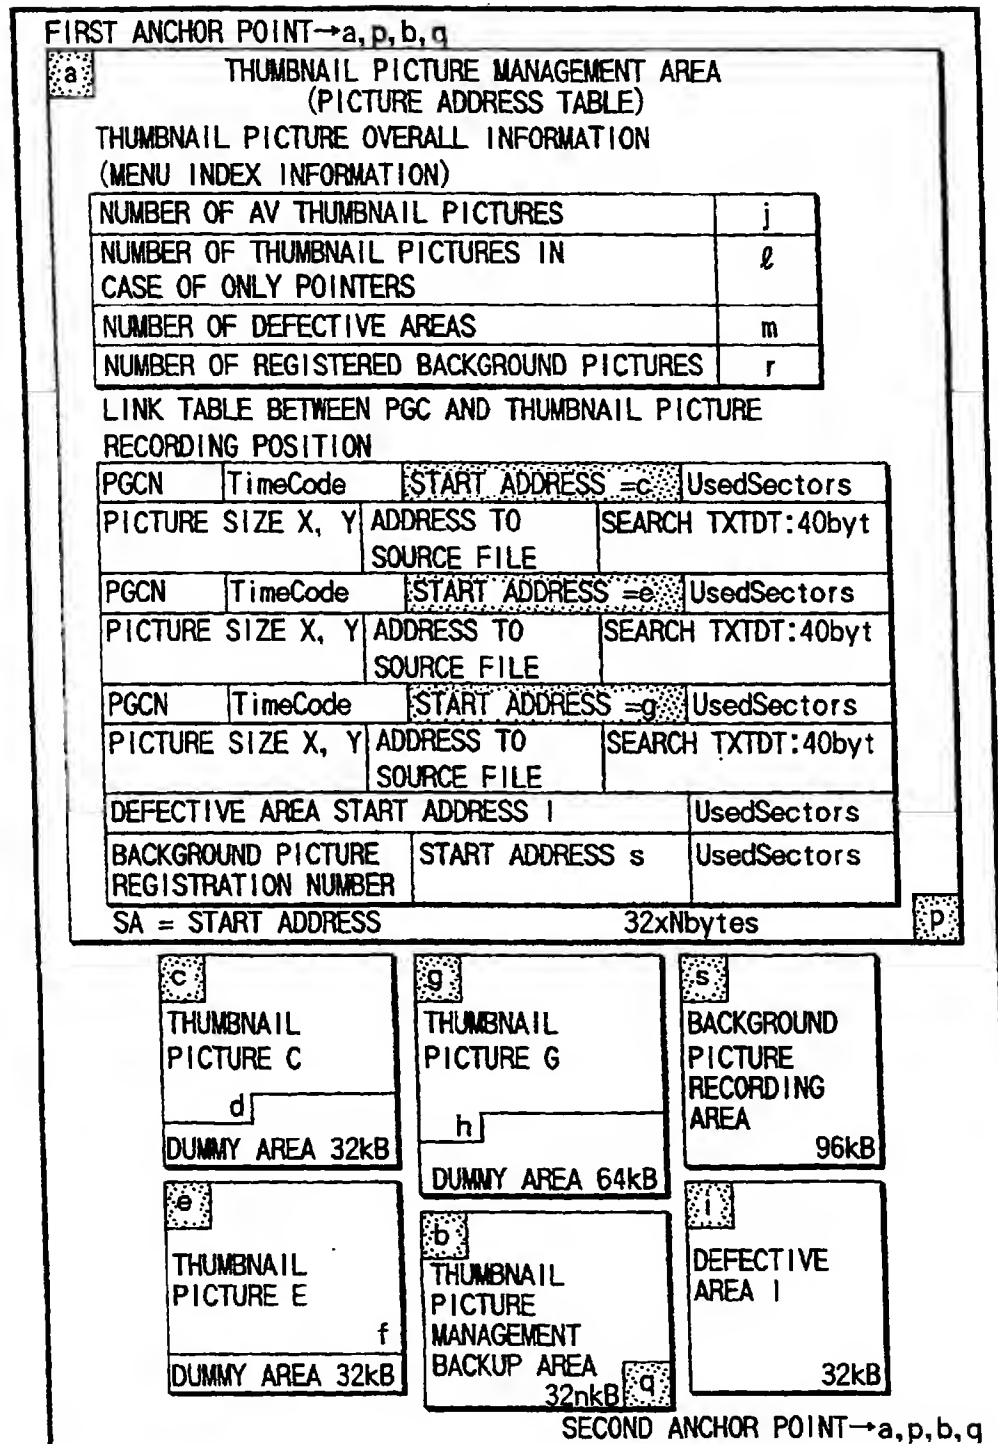 FIRST ANCHOR POINT→a, p, b, q
a
THUMBNAIL PICTURE MANAGEMENT AREA
(PICTURE ADDRESS TABLE)
THUMBNAIL PICTURE OVERALL INFORMATION
(MENU INDEX INFORMATION)
NUMBER OF AV THUMBNAIL PICTURES j
NUMBER OF THUMBNAIL PICTURES IN ℓ
CASE OF ONLY POINTERS
NUMBER OF DEFECTIVE AREAS m
NUMBER OF REGISTERED BACKGROUND PICTURES r
LINK TABLE BETWEEN PGC AND THUMBNAIL PICTURE
RECORDING POSITION
PGCN TimeCode START ADDRESS =c UsedSectors
PICTURE SIZE X, Y ADDRESS TO SEARCH TXTDT:40byt
SOURCE FILE
PGCN TimeCode START ADDRESS =e UsedSectors
PICTURE SIZE X, Y ADDRESS TO SEARCH TXTDT:40byt
SOURCE FILE
PGCN TimeCode START ADDRESS =g UsedSectors
PICTURE SIZE X, Y ADDRESS TO SEARCH TXTDT:40byt
SOURCE FILE
DEFECTIVE AREA START ADDRESS I UsedSectors
BACKGROUND PICTURE START ADDRESS s UsedSectors
REGISTRATION NUMBER
SA = START ADDRESS 32xNbytes p
c
THUMBNAIL
PICTURE C
d
DUMMY AREA 32kB
g
THUMBNAIL
PICTURE G
h
DUMMY AREA 64kB
s
BACKGROUND
PICTURE
RECORDING
AREA
96kB
e
THUMBNAIL
PICTURE E
f
DUMMY AREA 32kB
b
THUMBNAIL
PICTURE
MANAGEMENT
BACKUP AREA
32nkB q
i
DEFECTIVE
AREA I
32kB
SECOND ANCHOR POINT→a, p, b, q